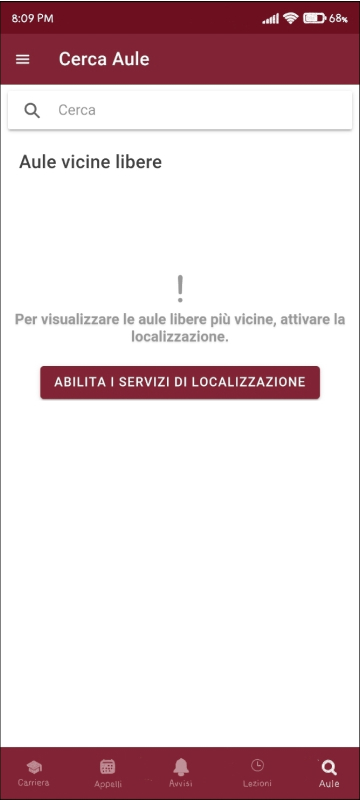 8:09 PM 68%
Cerca Aule
Cerca
Aule vicine libere
Per visualizzare le aule libere più vicine, attivare la
localizzazione.
ABILITA I SERVIZI DI LOCALIZZAZIONE
Carriera Appelli Avvisi Lezioni Aule